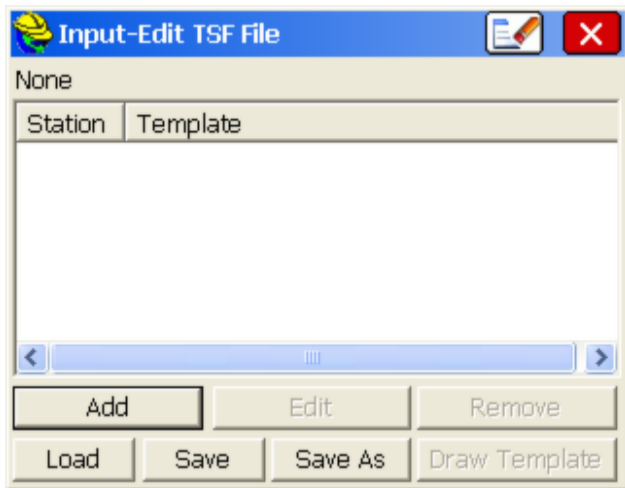 Input-Edit TSF File
None
Station Template
Add Edit Remove
Load Save Save As Draw Template